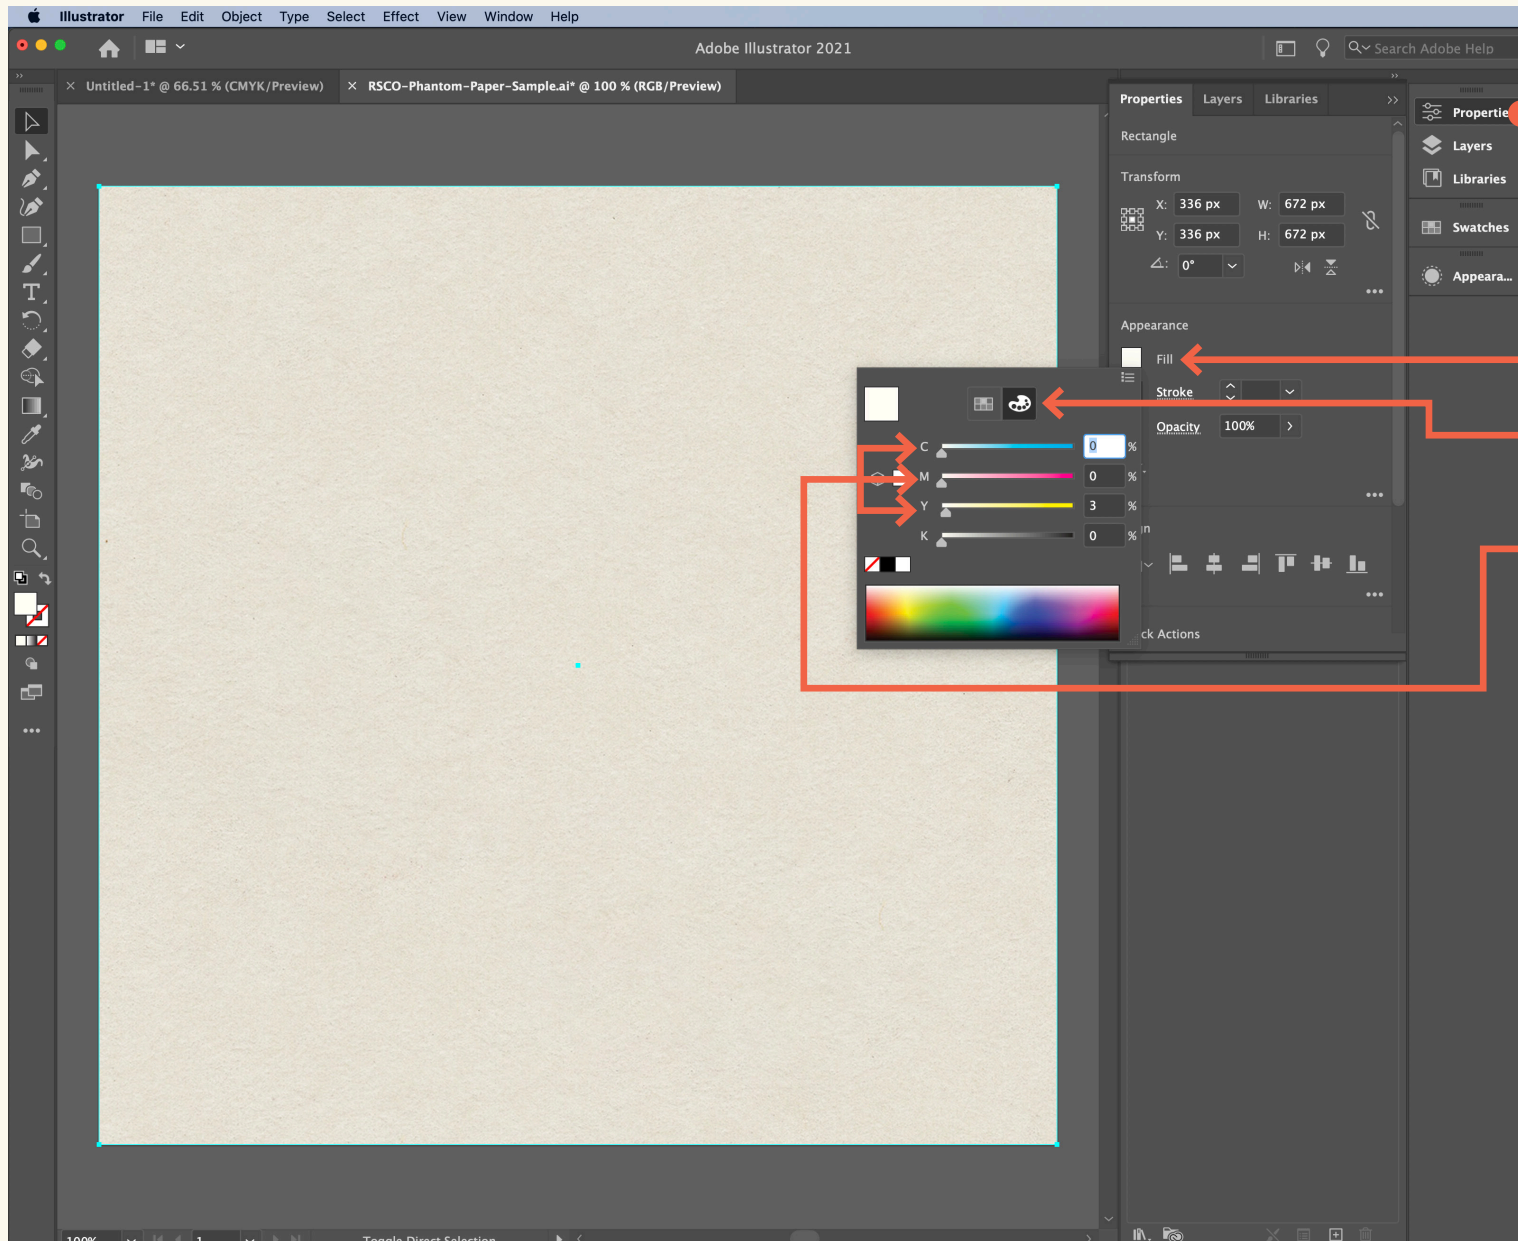 Illustrator File Edit Object Type Select Effect View Window Help
Adobe Illustrator 2021
Search Adobe Help
× Untitled-1* @ 66.51 % (CMYK/Preview)
× RSCO-Phantom-Paper-Sample.ai* @ 100 % (RGB/Preview)
Properties Layers Libraries
Rectangle
Transform
X: 336 px W: 672 px
Y: 336 px H: 672 px
0°
Appearance
Fill
Stroke
Opacity 100%
C 0 %
M 0 %
Y 3 %
K 0 %
gn
ck Actions
Propertie
Layers
Libraries
Swatches
Appeara...
100% 1 Toggle Direct Selection